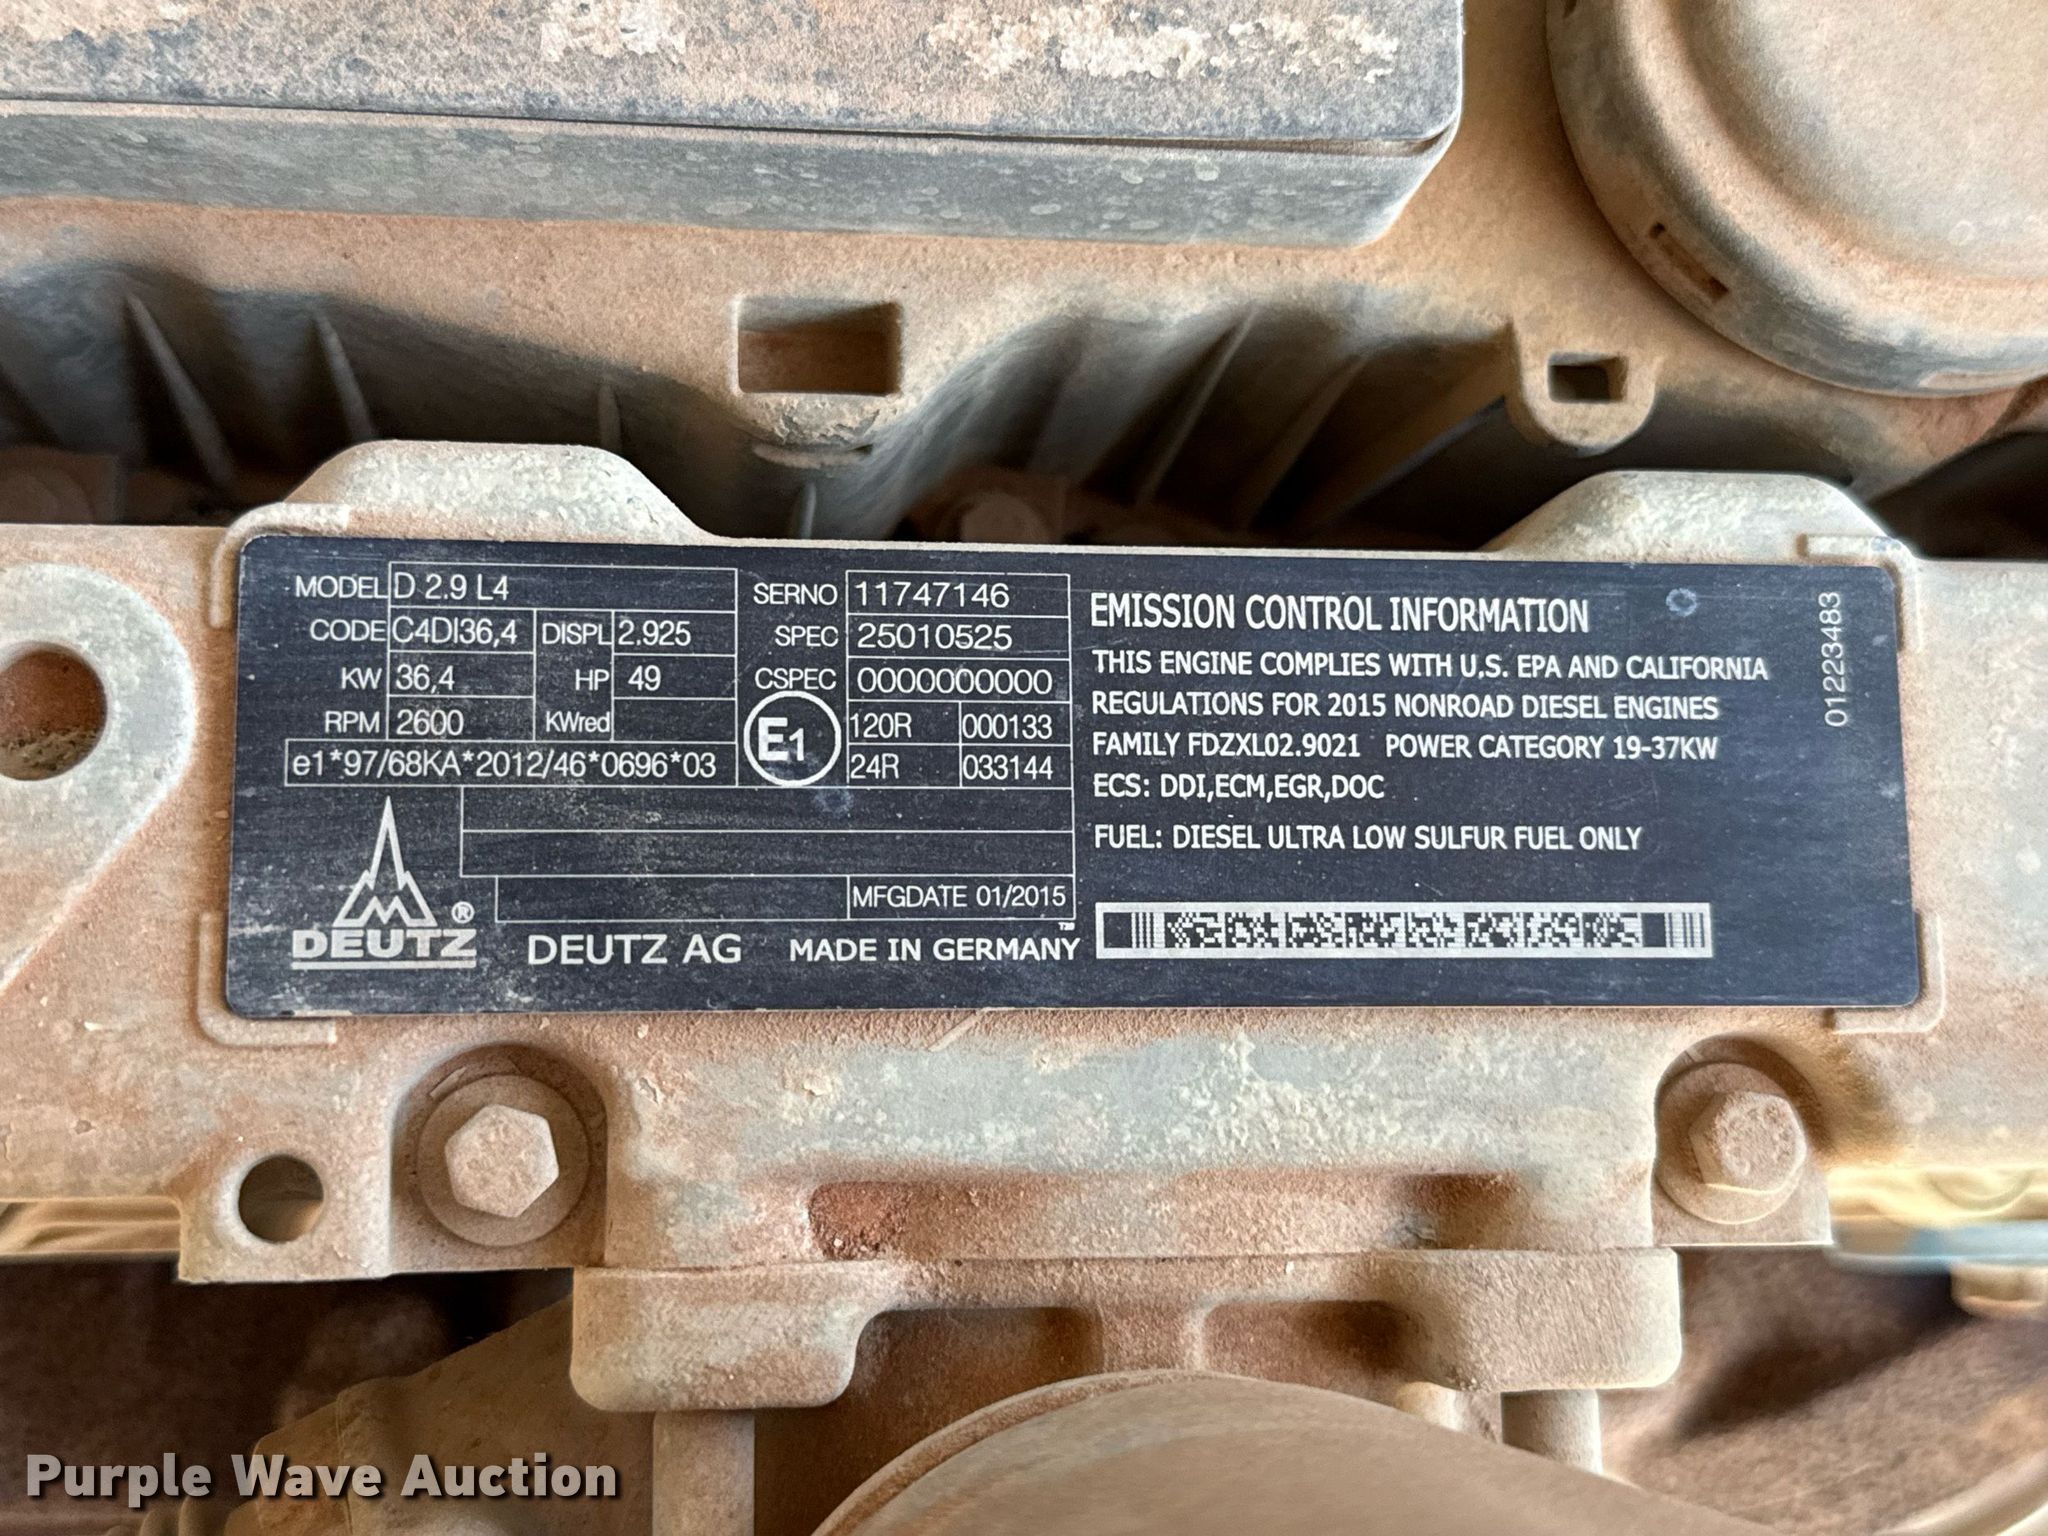 MODEL D 2.9 L4
CODE C4DI36,4 DISPL 2.925
KW 36,4 HP 49
RPM 2600 KWred
e1*97/68KA*2012/46*0696*03
SERNO 11747146
SPEC 25010525
CSPEC 0000000000
E1 120R 000133
24R 033144
MFGDATE 01/2015
DEUTZ ®
DEUTZ AG MADE IN GERMANY
EMISSION CONTROL INFORMATION
THIS ENGINE COMPLIES WITH U.S. EPA AND CALIFORNIA
REGULATIONS FOR 2015 NONROAD DIESEL ENGINES
FAMILY FDZXL02.9021 POWER CATEGORY 19-37KW
ECS: DDI,ECM,EGR,DOC
FUEL: DIESEL ULTRA LOW SULFUR FUEL ONLY
01223483
Purple Wave Auction